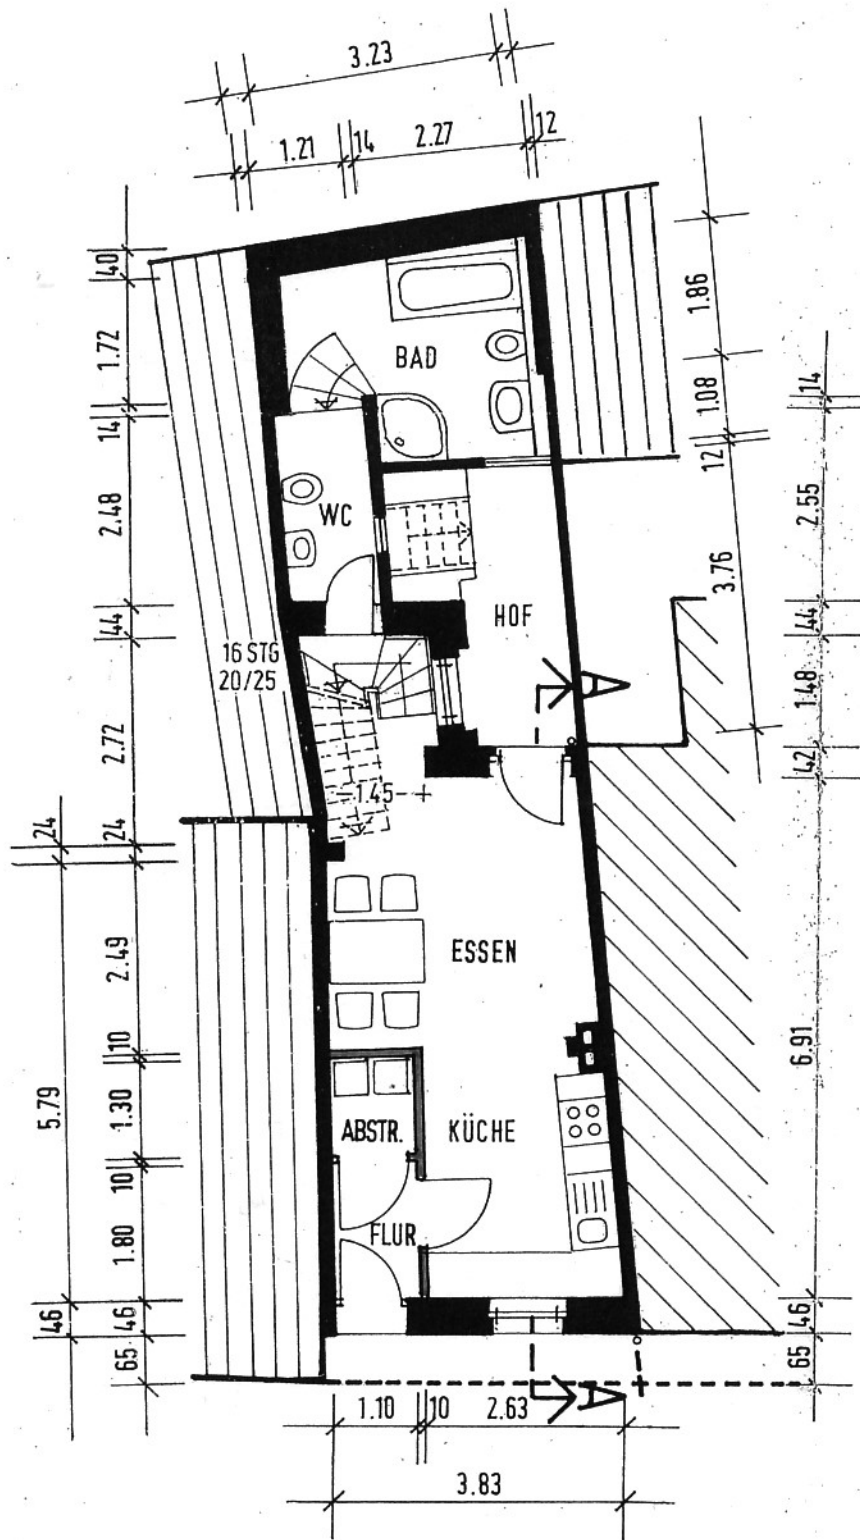 3.23
1.21 14 2.27 12
40
1.86
1.72
BAD
1.08
14
14
12
2.48
WC
2.55
3.76
HOF
44
44
16 STG
20/25
A
1.48
2.72
42
1.45
24
24
2.49
ESSEN
10
6.91
5.79
1.30
ABSTR.
KÜCHE
10
1.80
FLUR
46
46
46
65
65
A
1.10 10 2.63
3.83